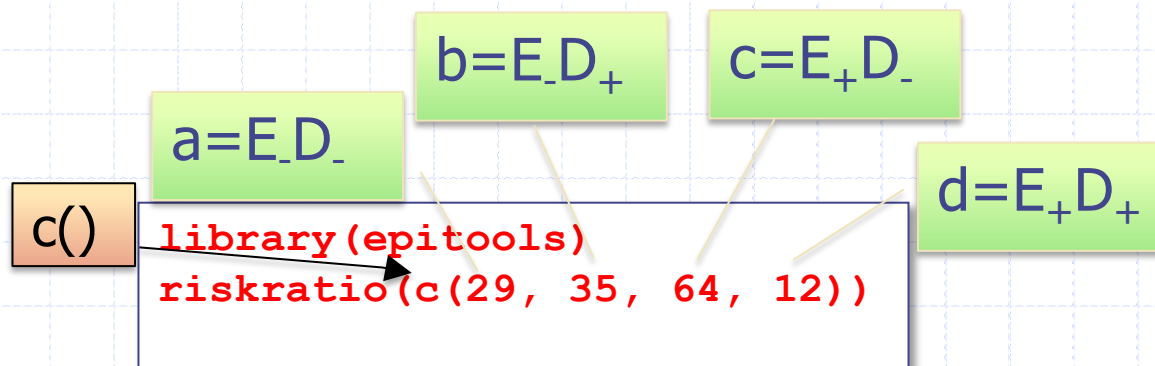 b=E₋D₊
c=E₊D₋
a=E₋D₋
d=E₊D₊
c()
library(epitools)
riskratio(c(29, 35, 64, 12))